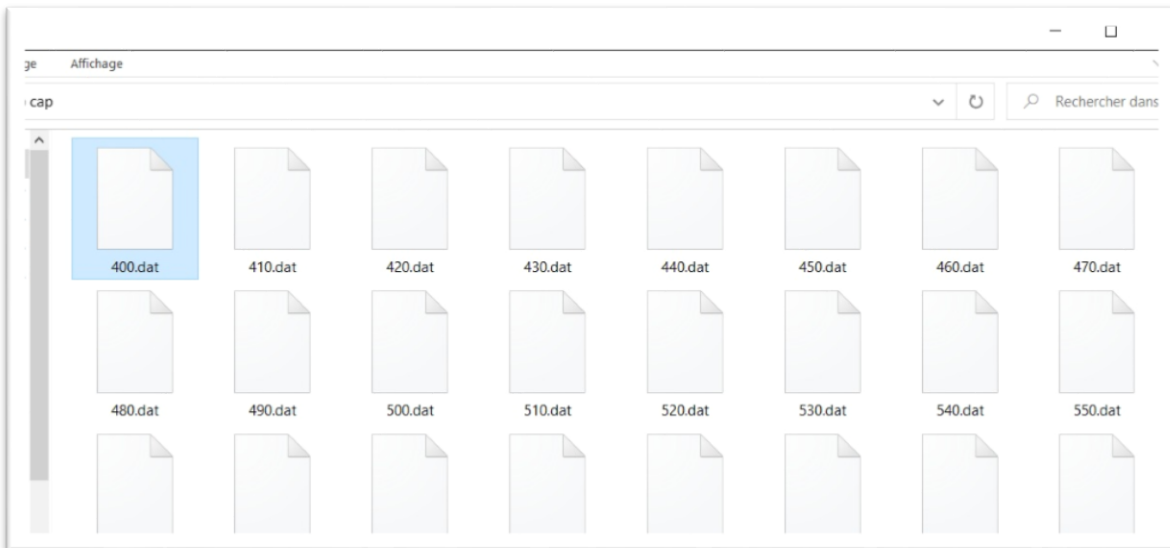 ge Affichage
cap
Rechercher dans
400.dat 410.dat 420.dat 430.dat 440.dat 450.dat 460.dat 470.dat
480.dat 490.dat 500.dat 510.dat 520.dat 530.dat 540.dat 550.dat